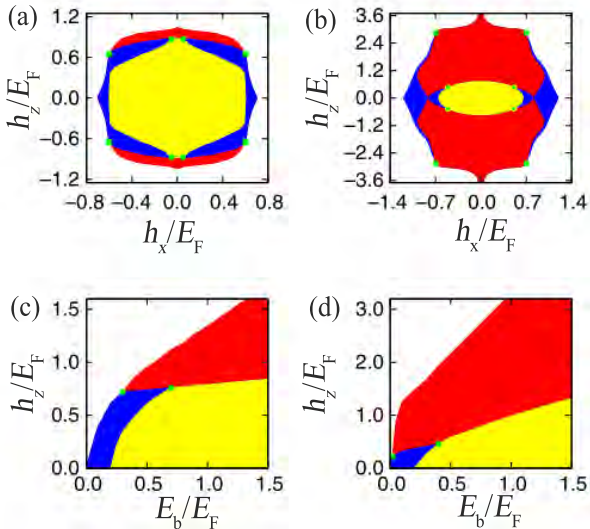 (a)
1.2
0.6
0.0
−0.6
−1.2
h_z/E_F
−0.8 −0.4 0.0 0.4 0.8
h_x/E_F
(b)
3.6
2.4
1.2
0.0
−1.2
−2.4
−3.6
h_z/E_F
−1.4 −0.7 0.0 0.7 1.4
h_x/E_F
(c)
1.5
1.0
0.5
0.0
h_z/E_F
0.0 0.5 1.0 1.5
E_b/E_F
(d)
3.0
2.0
1.0
0.0
h_z/E_F
0.0 0.5 1.0 1.5
E_b/E_F